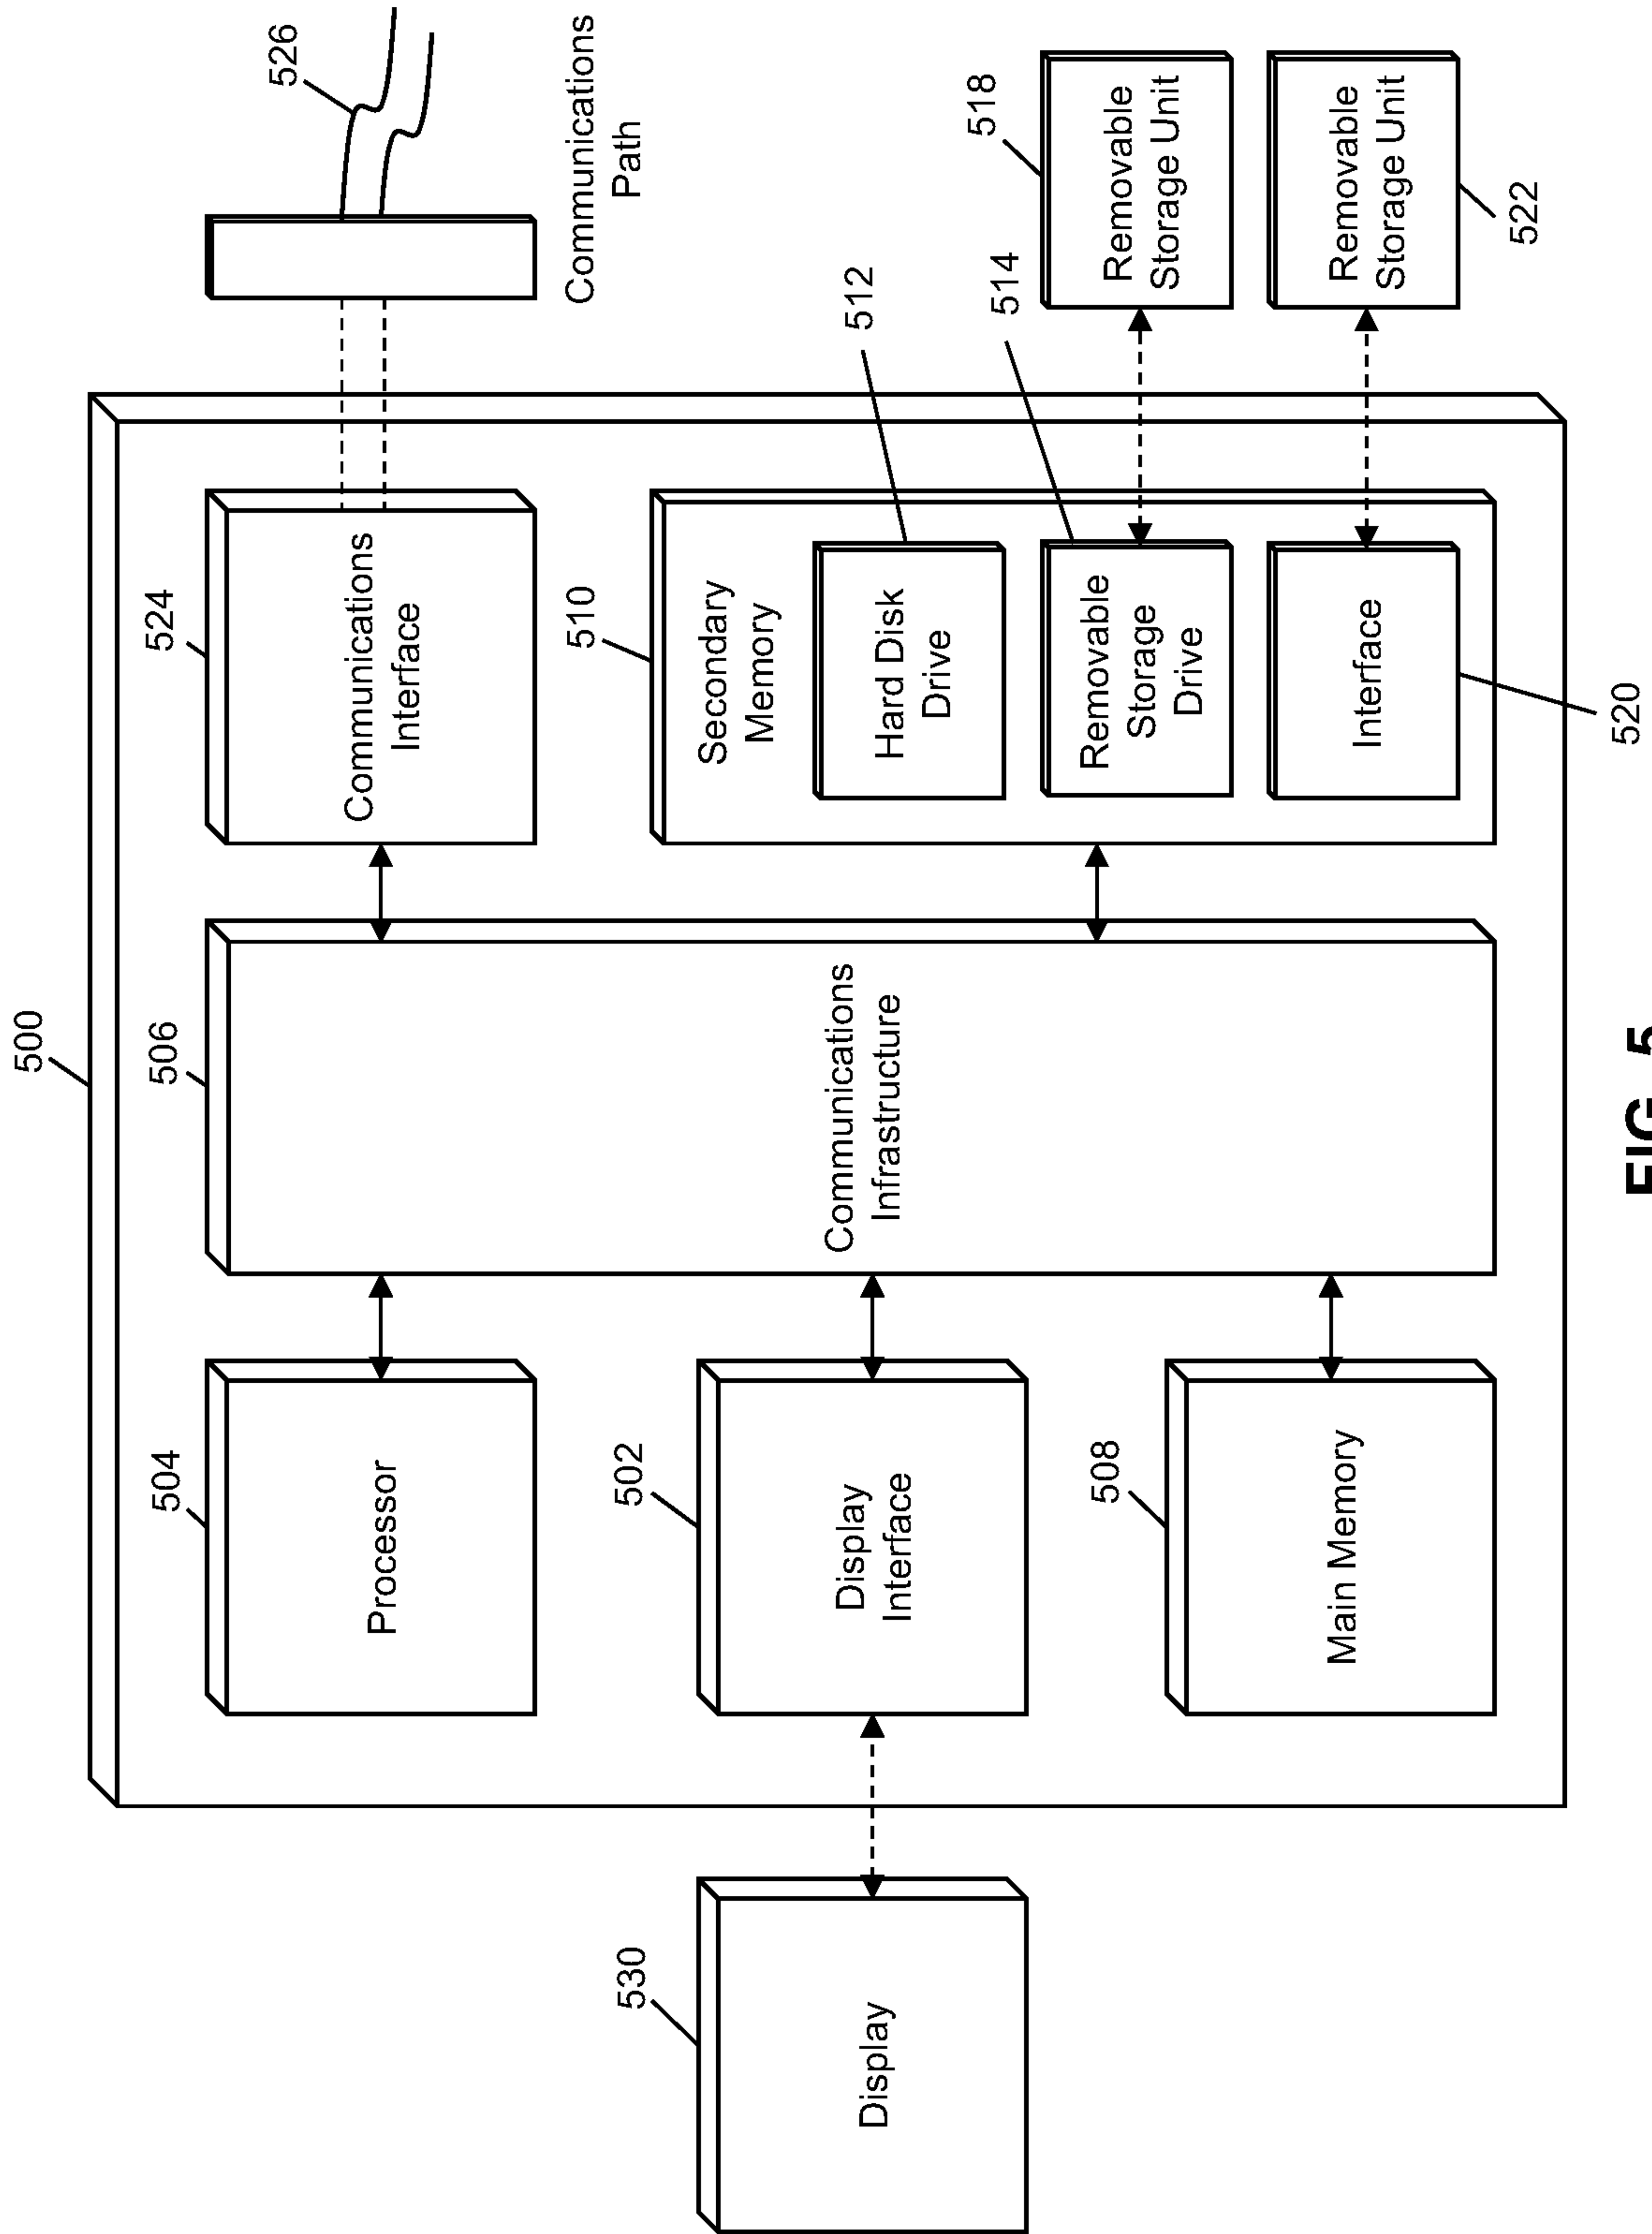 500
504
506
524
526
Processor
Communications
Interface
Communications
Path
502
510
Display
Interface
530
Display
Communications
Infrastructure
Secondary
Memory
512
Hard Disk
Drive
514
518
508
Main Memory
Removable
Storage
Drive
Removable
Storage Unit
Interface
Removable
Storage Unit
522
520
FIG. 5